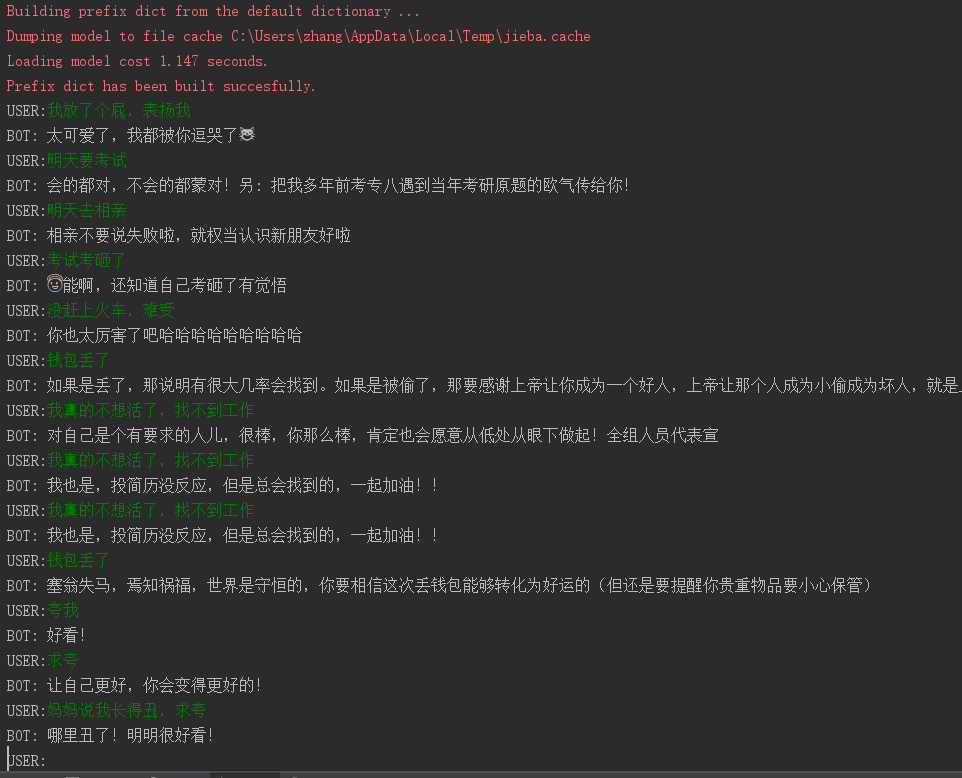 Building prefix dict from the default dictionary ...
Dumping model to file cache C:\Users\zhang\AppData\Local\Temp\jieba.cache
Loading model cost 1.147 seconds.
Prefix dict has been built succesfully.
USER:我放了个屁，表扬我
BOT: 太可爱了，我都被你逗哭了😹
USER:明天要考试
BOT: 会的都对，不会的都蒙对！另：把我多年前考专八遇到当年考研原题的欧气传给你！
USER:明天去相亲
BOT: 相亲不要说失败啦，就权当认识新朋友好啦
USER:考试考砸了
BOT: 能啊，还知道自己考砸了有觉悟
USER:没赶上火车，难受
BOT: 你也太厉害了吧哈哈哈哈哈哈哈哈哈
USER:钱包丢了
BOT: 如果是丢了，那说明有很大几率会找到。如果是被偷了，那要感谢上帝让你成为一个好人，上帝让那个人成为小偷成为坏人，就是
USER:我真的不想活了，找不到工作
BOT: 对自己是个有要求的人儿，很棒，你那么棒，肯定也会愿意从低处从眼下做起！全组人员代表宣
USER:我真的不想活了，找不到工作
BOT: 我也是，投简历没反应，但是总会找到的，一起加油！！
USER:我真的不想活了，找不到工作
BOT: 我也是，投简历没反应，但是总会找到的，一起加油！！
USER:钱包丢了
BOT: 塞翁失马，焉知祸福，世界是守恒的，你要相信这次丢钱包能够转化为好运的（但还是要提醒你贵重物品要小心保管）
USER:夸我
BOT: 好看！
USER:求夸
BOT: 让自己更好，你会变得更好的！
USER:妈妈说我长得丑，求夸
BOT: 哪里丑了！明明很好看！
USER: